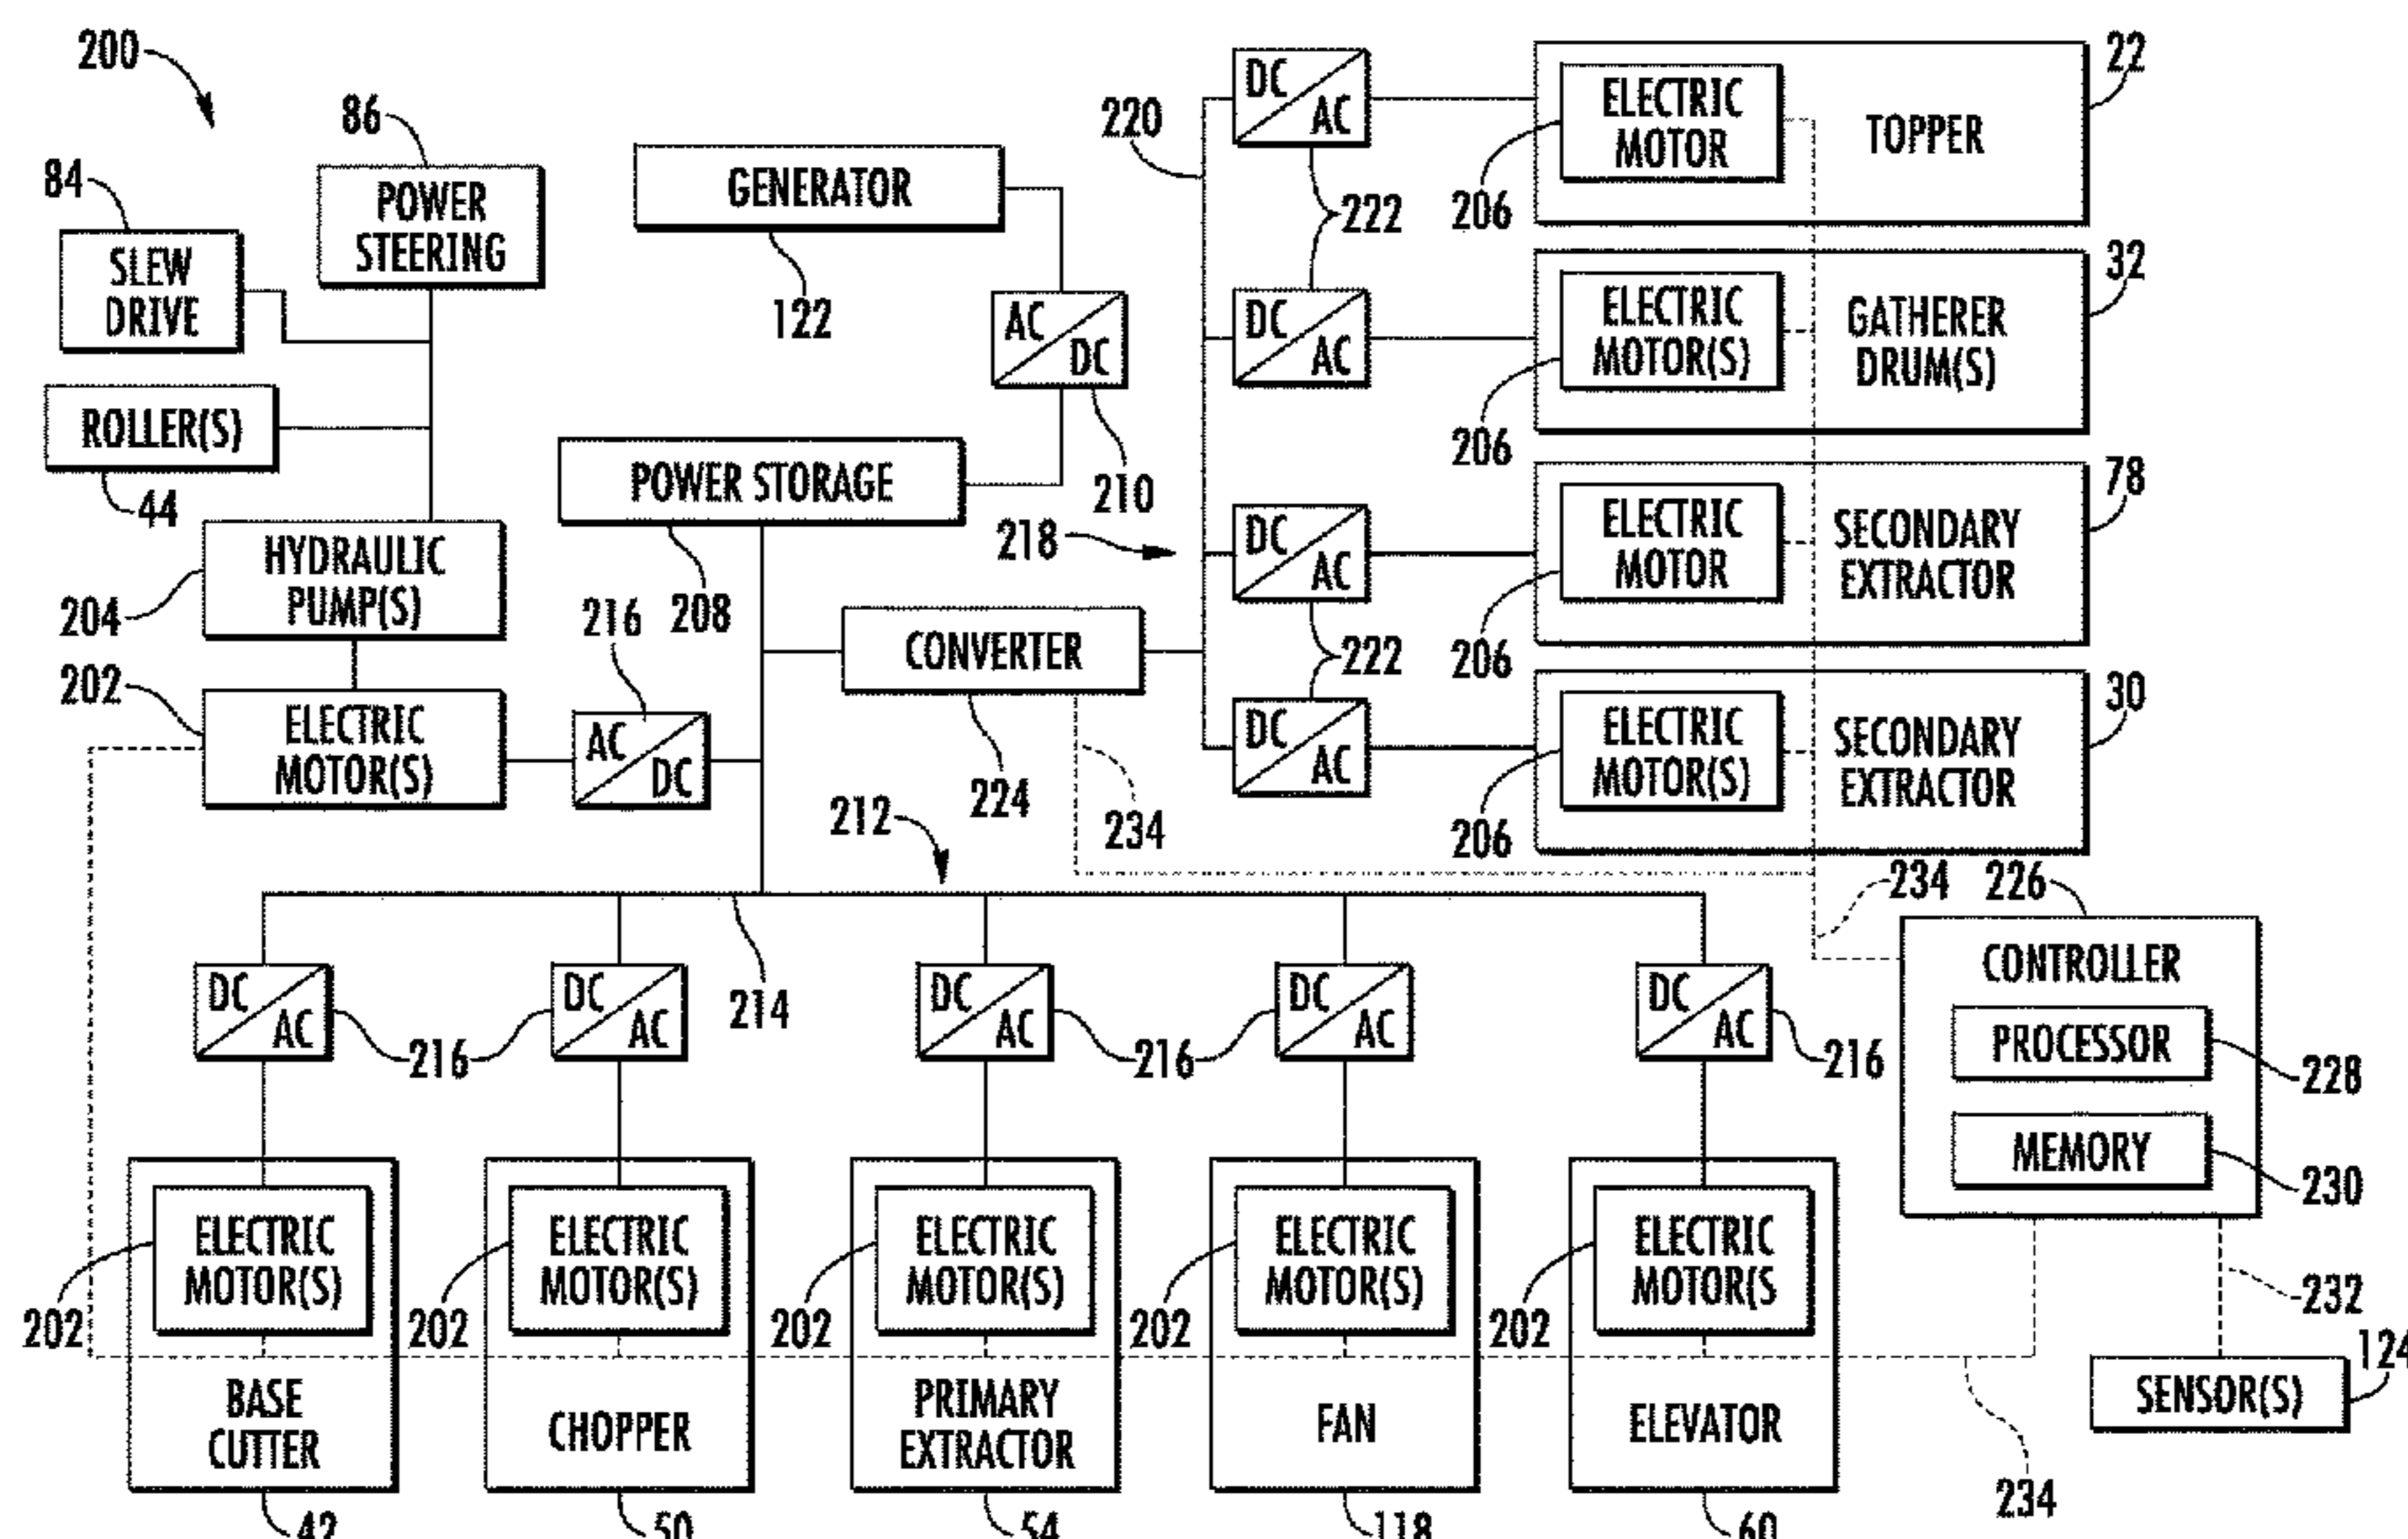 200
86
POWER
STEERING
84
SLEW
DRIVE
ROLLER(S)
44
HYDRAULIC
PUMP(S)
204
202
ELECTRIC
MOTOR(S)
216
AC
DC
GENERATOR
122
AC
DC
210
POWER STORAGE
208
CONVERTER
224
234
218
220
DC
AC
222
DC
AC
DC
AC
222
DC
AC
ELECTRIC
MOTOR
206
TOPPER
22
ELECTRIC
MOTOR(S)
206
GATHERER
DRUM(S)
32
ELECTRIC
MOTOR
206
SECONDARY
EXTRACTOR
78
ELECTRIC
MOTOR(S)
206
SECONDARY
EXTRACTOR
30
212
214
234
226
CONTROLLER
PROCESSOR
228
MEMORY
230
232
124
SENSOR(S)
234
DC
AC
216
DC
AC
DC
AC
216
DC
AC
DC
AC
216
ELECTRIC
MOTOR(S)
202
BASE
CUTTER
42
ELECTRIC
MOTOR(S)
202
CHOPPER
50
ELECTRIC
MOTOR(S)
202
PRIMARY
EXTRACTOR
54
ELECTRIC
MOTOR(S)
202
FAN
118
ELECTRIC
MOTOR(S
202
ELEVATOR
60